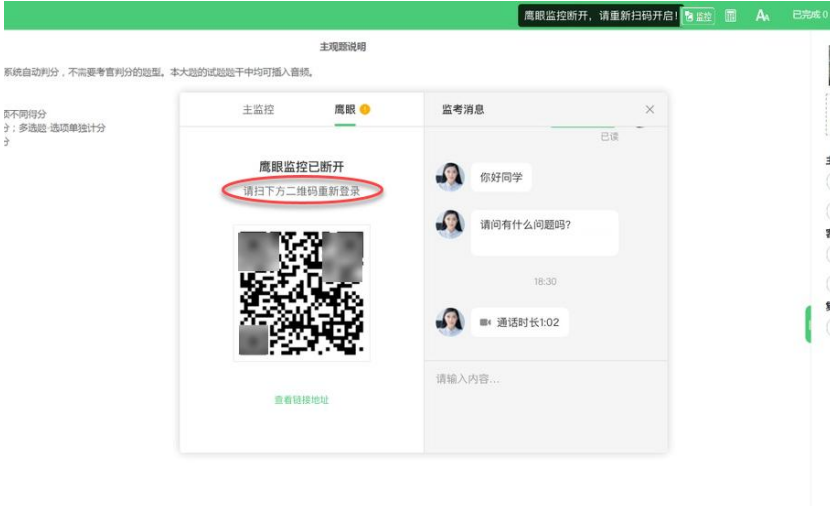 鹰眼监控断开，请重新扫码开启！
监控
AA
已完成 0
主观题说明
系统自动判分，不需要考官判分的题型。本大题的试题题干中均可插入音频。
页不同得分
分；多选题-选项单独计分
分
主监控 鹰眼
监考消息
已读
鹰眼监控已断开
请扫下方二维码重新登录
你好同学
请问有什么问题吗？
18:30
通话时长1:02
请输入内容...
查看链接地址